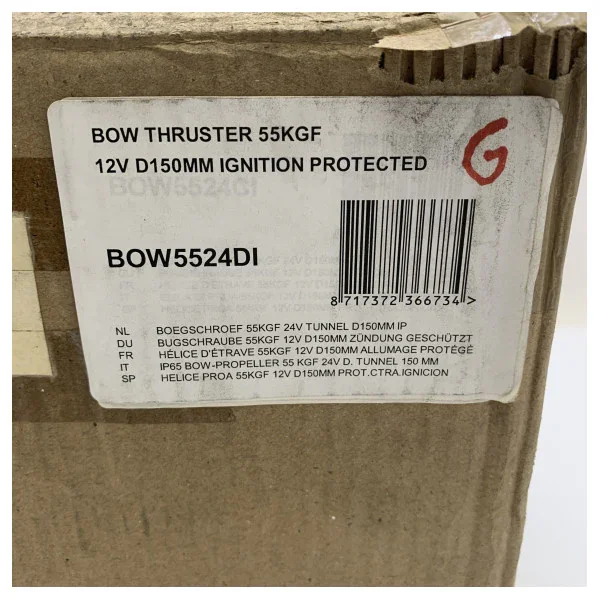 BOW THRUSTER 55KGF
12V D150MM IGNITION PROTECTED
G
BOW5524DI
8 717372 366734 >
NL BOEGSCHROEF 55KGF 24V TUNNEL D150MM IP
DU BUGSCHRAUBE 55KGF 12V D150MM ZÜNDUNG GESCHÜTZT
FR HÉLICE D'ÉTRAVE 55KGF 12V D150MM ALLUMAGE PROTÉGÉ
IT IP65 BOW-PROPELLER 55 KGF 24V D. TUNNEL 150 MM
SP HELICE PROA 55KGF 12V D150MM PROT.CTRA.IGNICION